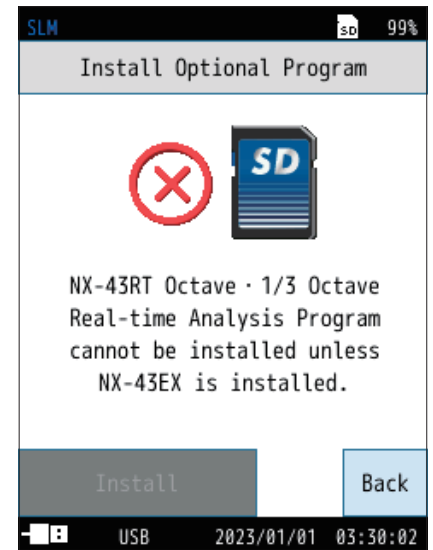 SLM SD 99%
Install Optional Program
SD
NX-43RT Octave・1/3 Octave
Real-time Analysis Program
cannot be installed unless
NX-43EX is installed.
Install Back
USB 2023/01/01 03:30:02